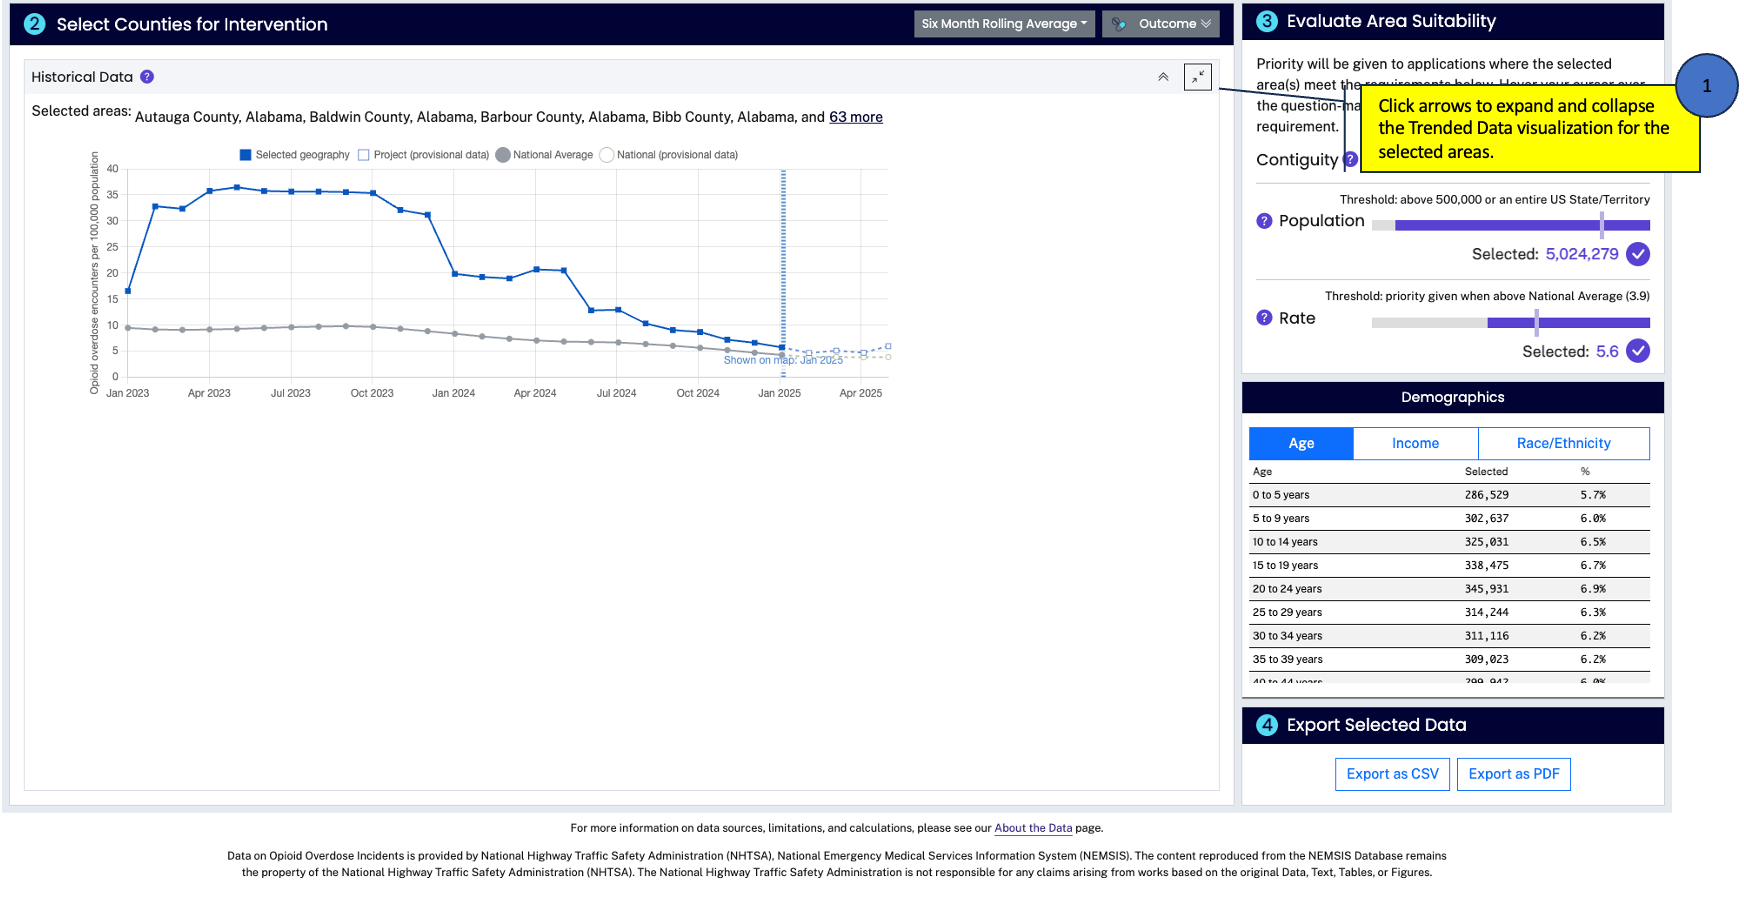 2 Select Counties for Intervention
Six Month Rolling Average
Outcome
Historical Data ?
Selected areas: Autauga County, Alabama, Baldwin County, Alabama, Barbour County, Alabama, Bibb County, Alabama, and 63 more
Selected geography Project (provisional data) National Average National (provisional data)
Opioid overdose encounters per 100,000 population
40
35
30
25
20
15
10
5
0
Shown on map: Jan 2025
Jan 2023 Apr 2023 Jul 2023 Oct 2023 Jan 2024 Apr 2024 Jul 2024 Oct 2024 Jan 2025 Apr 2025
3 Evaluate Area Suitability
Priority will be given to applications where the selected
area(s) meet the requirements below. Hover your cursor over
the question-ma
requirement.
1
Click arrows to expand and collapse
the Trended Data visualization for the
selected areas.
Contiguity ?
Threshold: above 500,000 or an entire US State/Territory
? Population
Selected: 5,024,279
Threshold: priority given when above National Average (3.9)
? Rate
Selected: 5.6
Demographics
Age Income Race/Ethnicity
Age Selected %
0 to 5 years 286,529 5.7%
5 to 9 years 302,637 6.0%
10 to 14 years 325,031 6.5%
15 to 19 years 338,475 6.7%
20 to 24 years 345,931 6.9%
25 to 29 years 314,244 6.3%
30 to 34 years 311,116 6.2%
35 to 39 years 309,023 6.2%
40 to 44 years 299,942 6.0%
4 Export Selected Data
Export as CSV Export as PDF
For more information on data sources, limitations, and calculations, please see our About the Data page.
Data on Opioid Overdose Incidents is provided by National Highway Traffic Safety Administration (NHTSA), National Emergency Medical Services Information System (NEMSIS). The content reproduced from the NEMSIS Database remains
the property of the National Highway Traffic Safety Administration (NHTSA). The National Highway Traffic Safety Administration is not responsible for any claims arising from works based on the original Data, Text, Tables, or Figures.